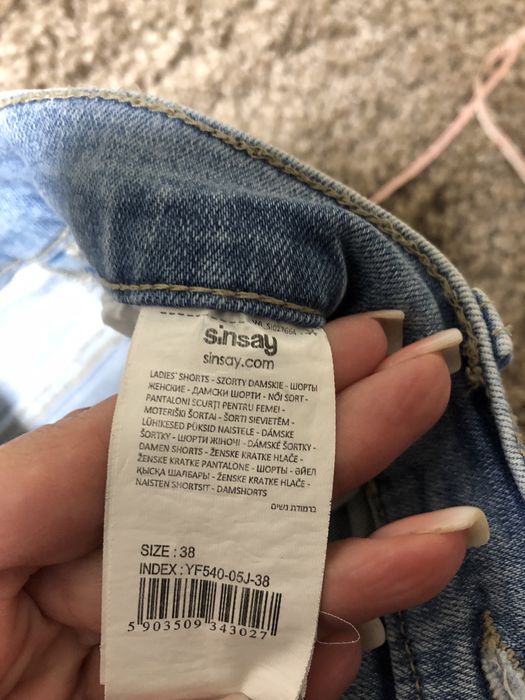 sinsay
sinsay.com
LADIES' SHORTS - SZORTY DAMSKIE - ШОРТЫ
ЖЕНСКИЕ - ДАМСКИ ШОРТИ - NŐI SORT -
PANTALONI SCURȚI PENTRU FEMEI -
MOTERIŠKI ŠORTAI - ŠORTI SIEVIETĒM -
LÜHIKESED PÜKSID NAISTELE - DÁMSKE
ŠORTKY - ШОРТИ ЖІНОЧІ - DÁMSKÉ ŠORTKY -
DAMEN SHORTS - ŽENSKE KRATKE HLAČE -
ŽENSKE KRATKE PANTALONE - ШОРТЫ - ӘЙЕЛ
ҚЫСҚА ШАЛБАРЫ - ŽENSKE KRATKE HLAČE -
NAISTEN SHORTSIT - DAMSHORTS
ברמודת נשים
SIZE : 38
INDEX : YF540-05J-38
5 903509 343027